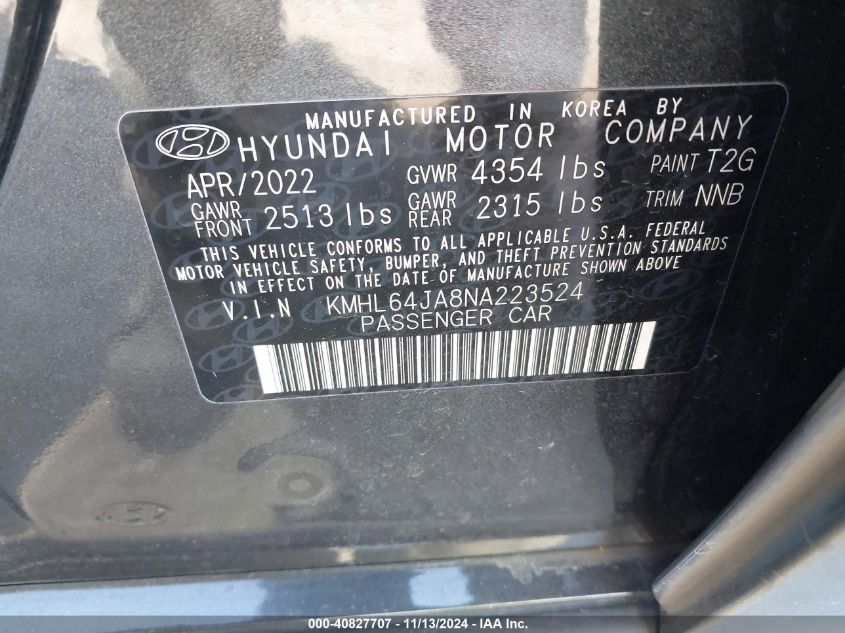 MANUFACTURED IN KOREA BY
HYUNDAI MOTOR COMPANY
APR/2022 GVWR 4354 lbs PAINT T2G
GAWR FRONT 2513 lbs GAWR REAR 2315 lbs TRIM NNB
THIS VEHICLE CONFORMS TO ALL APPLICABLE U.S.A. FEDERAL
MOTOR VEHICLE SAFETY, BUMPER, AND THEFT PREVENTION STANDARDS
IN EFFECT ON THE DATE OF MANUFACTURE SHOWN ABOVE
V.I.N KMHL64JA8NA223524
PASSENGER CAR
000-40827707 - 11/13/2024 - IAA Inc.